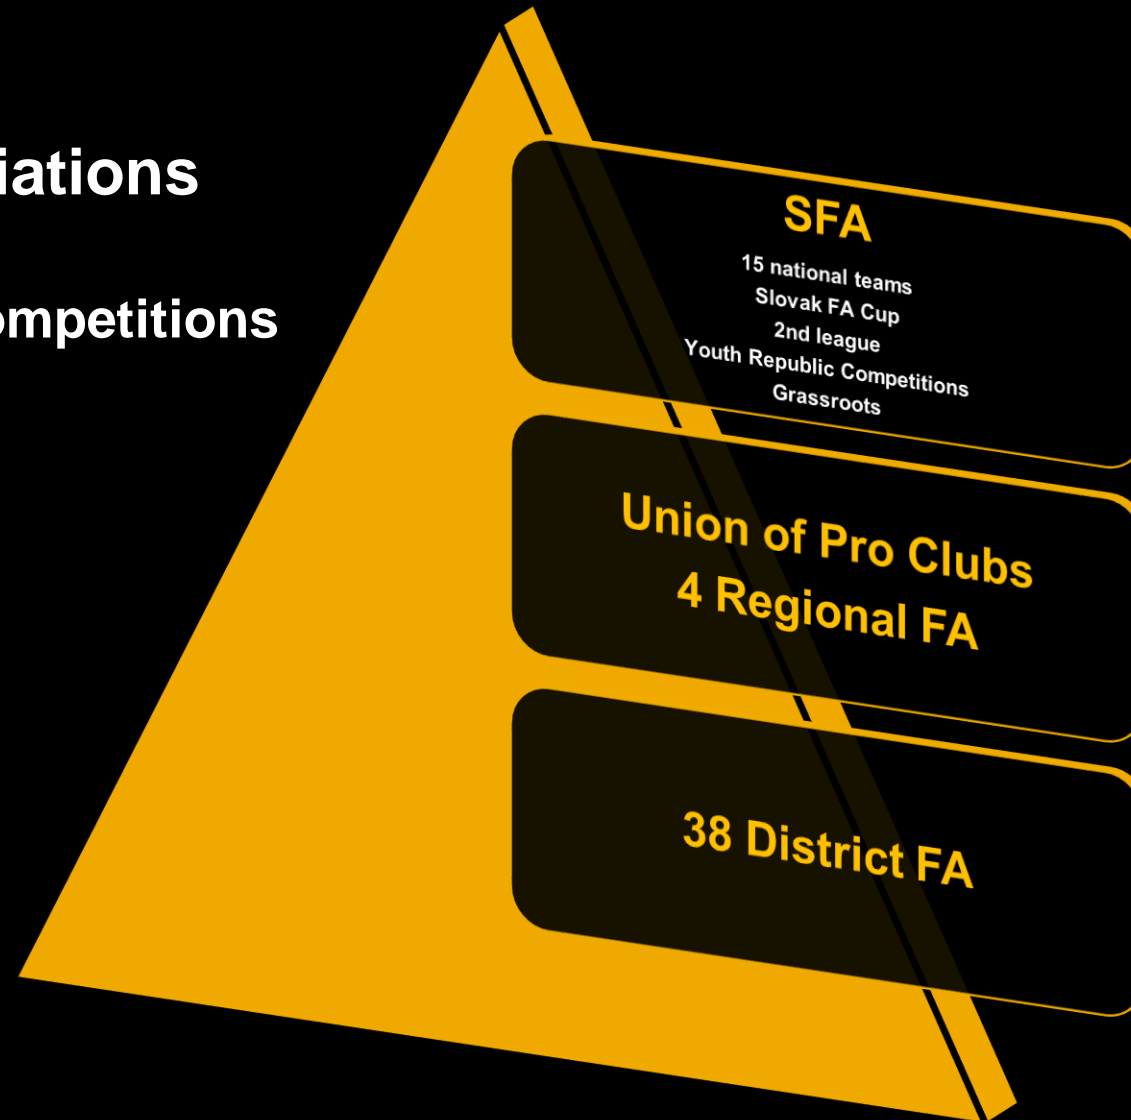 iations
ompetitions
SFA
15 national teams
Slovak FA Cup
2nd league
Youth Republic Competitions
Grassroots
Union of Pro Clubs
4 Regional FA
38 District FA